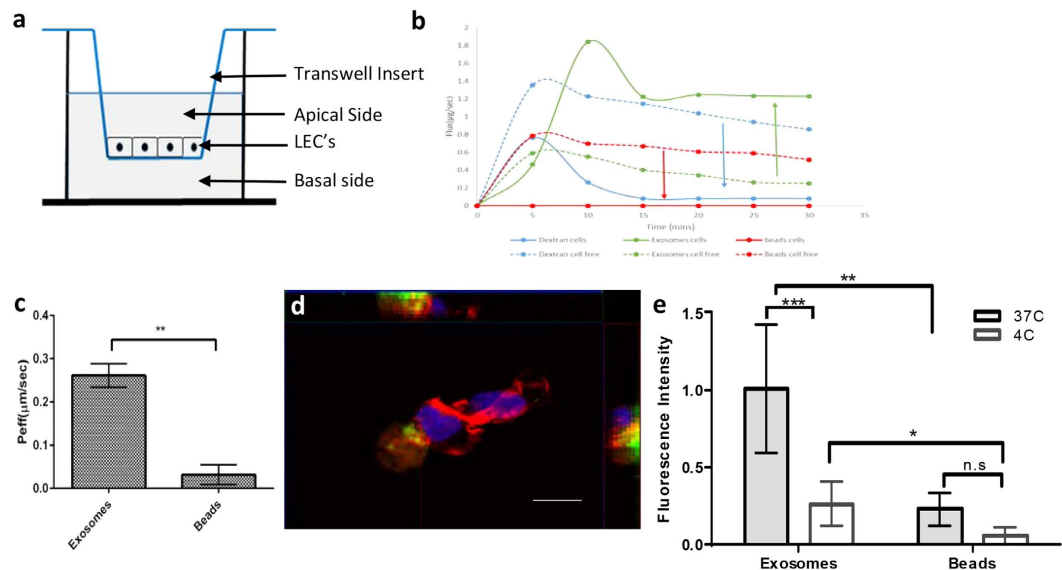 a
Transwell Insert
Apical Side
LEC's
Basal side
b
Flux(µg/sec)
2
1.8
1.6
1.4
1.2
1
0.8
0.6
0.4
0.2
0
0 5 10 15 20 25 30 35
Time (mins)
Dextran cells Exosomes cells beads cells
Dextran cell free Exosomes cell free Beads cell free
c
Peff(µm/sec)
0.4
0.3
0.2
0.1
0.0
**
Exosomes
Beads
d
e
Fluorescence Intensity
1.5
1.0
0.5
0.0
**
***
*
n.s
37C
4C
Exosomes Beads